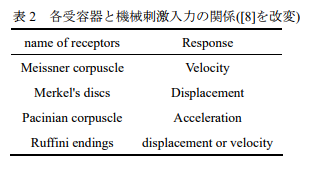 表 2 各受容器と機械刺激入力の関係([8]を改変)
name of receptors Response
Meissner corpuscle Velocity
Merkel's discs Displacement
Pacinian corpuscle Acceleration
Ruffini endings displacement or velocity